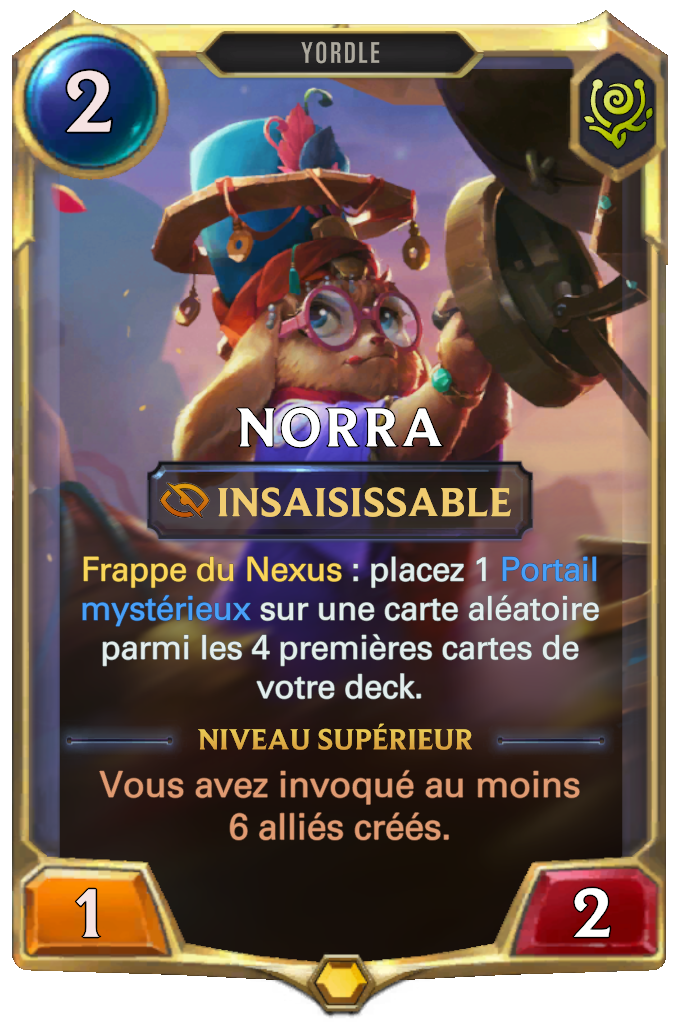 YORDLE
2
NORRA
INSAISISSABLE
Frappe du Nexus : placez 1 Portail
mystérieux sur une carte aléatoire
parmi les 4 premières cartes de
votre deck.
NIVEAU SUPÉRIEUR
Vous avez invoqué au moins
6 alliés créés.
1
2